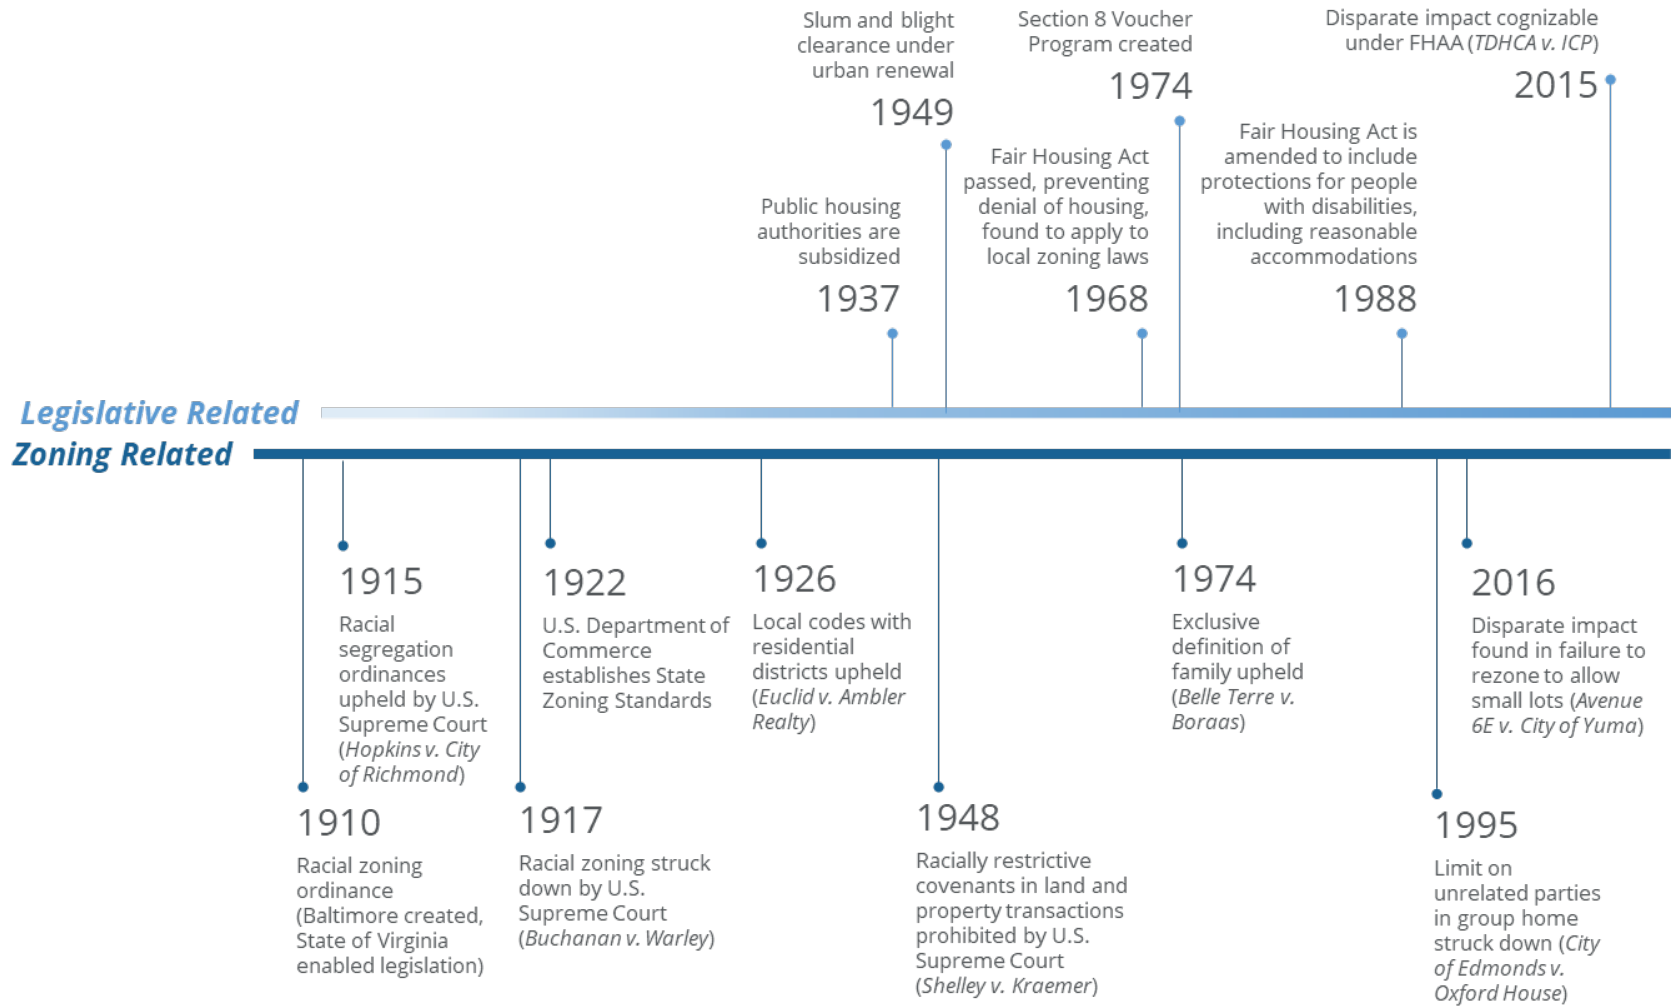 Slum and blight
clearance under
urban renewal
1949
Section 8 Voucher
Program created
1974
Disparate impact cognizable
under FHAA (TDHCA v. ICP)
2015
Public housing
authorities are
subsidized
1937
Fair Housing Act
passed, preventing
denial of housing,
found to apply to
local zoning laws
1968
Fair Housing Act is
amended to include
protections for people
with disabilities,
including reasonable
accommodations
1988
Legislative Related
Zoning Related
1915
Racial
segregation
ordinances
upheld by U.S.
Supreme Court
(Hopkins v. City
of Richmond)
1922
U.S. Department of
Commerce
establishes State
Zoning Standards
1926
Local codes with
residential
districts upheld
(Euclid v. Ambler
Realty)
1974
Exclusive
definition of
family upheld
(Belle Terre v.
Boraas)
2016
Disparate impact
found in failure to
rezone to allow
small lots (Avenue
6E v. City of Yuma)
1910
Racial zoning
ordinance
(Baltimore created,
State of Virginia
enabled legislation)
1917
Racial zoning struck
down by U.S.
Supreme Court
(Buchanan v. Warley)
1948
Racially restrictive
covenants in land and
property transactions
prohibited by U.S.
Supreme Court
(Shelley v. Kraemer)
1995
Limit on
unrelated parties
in group home
struck down (City
of Edmonds v.
Oxford House)